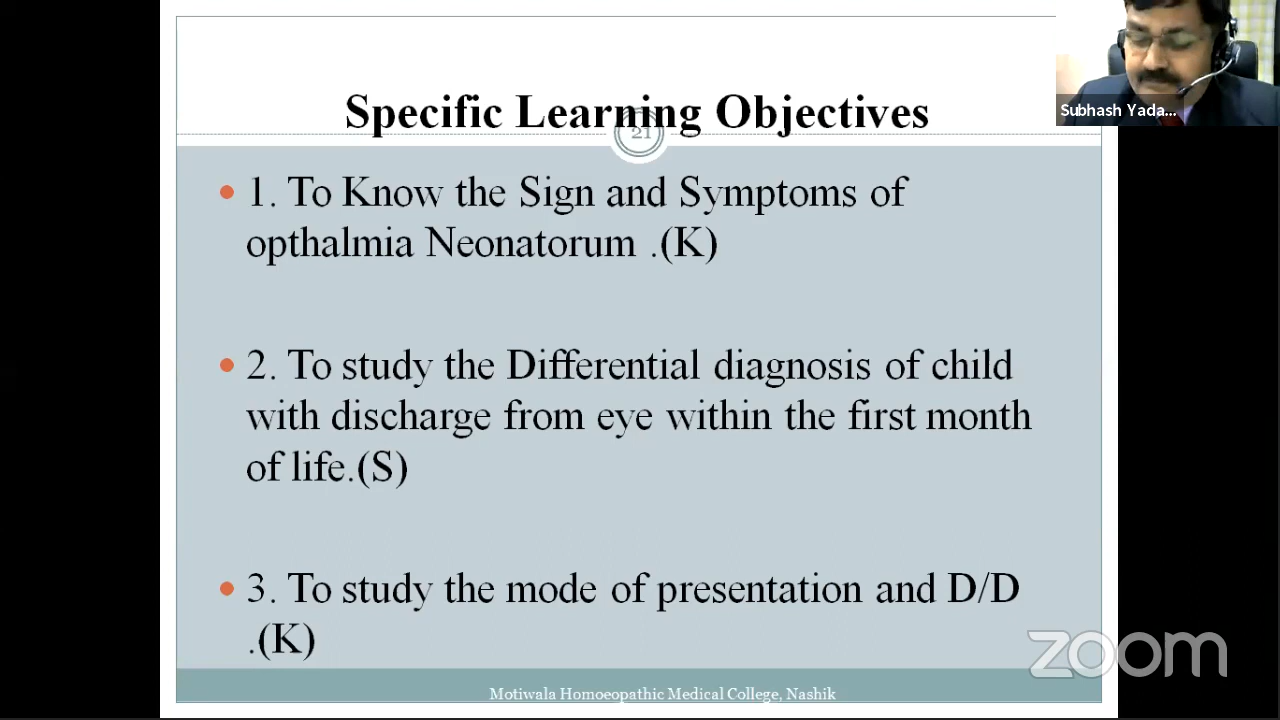 Specific Learning Objectives
21
• 1. To Know the Sign and Symptoms of
opthalmia Neonatorum .(K)
• 2. To study the Differential diagnosis of child
with discharge from eye within the first month
of life.(S)
• 3. To study the mode of presentation and D/D
.(K)
Motiwala Homoeopathic Medical College, Nashik
Subhash Yada...
zoom